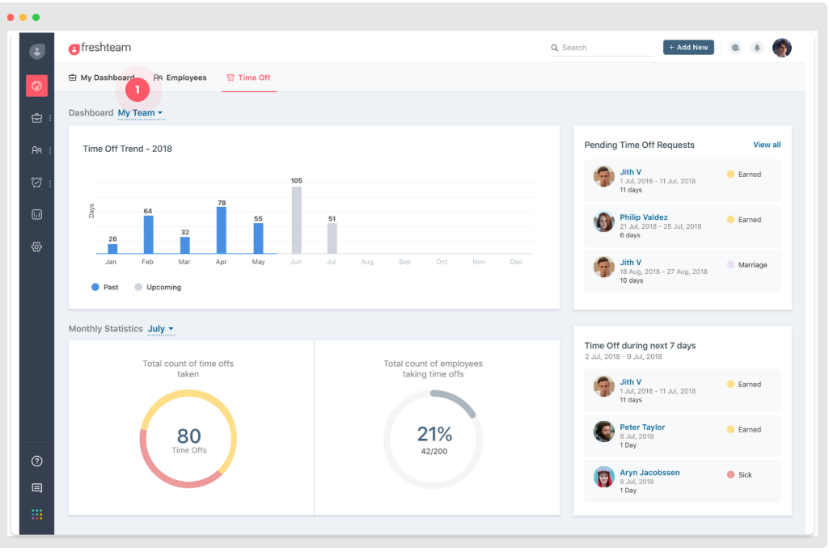 freshteam
Search
+ Add New
My Dashboard
Employees
Time Off
1
Dashboard My Team
Time Off Trend - 2018
Days
26
64
32
78
55
105
51
Jan Feb Mar Apr May Jun Jul Aug Sep Oct Nov Dec
Past Upcoming
Pending Time Off Requests View all
Jith V
1 Jul, 2018 - 11 Jul, 2018
11 days
Earned
Philip Valdez
21 Jul, 2018 - 25 Jul, 2018
6 days
Earned
Jith V
18 Aug, 2018 - 27 Aug, 2018
10 days
Marriage
Monthly Statistics July
Total count of time offs
taken
80
Time Offs
Total count of employees
taking time offs
21%
42/200
Time Off during next 7 days
2 Jul, 2018 - 9 Jul, 2018
Jith V
1 Jul, 2018 - 11 Jul, 2018
11 days
Earned
Peter Taylor
8 Jul, 2018
1 Day
Earned
Aryn Jacobssen
8 Jul, 2018
1 Day
Sick